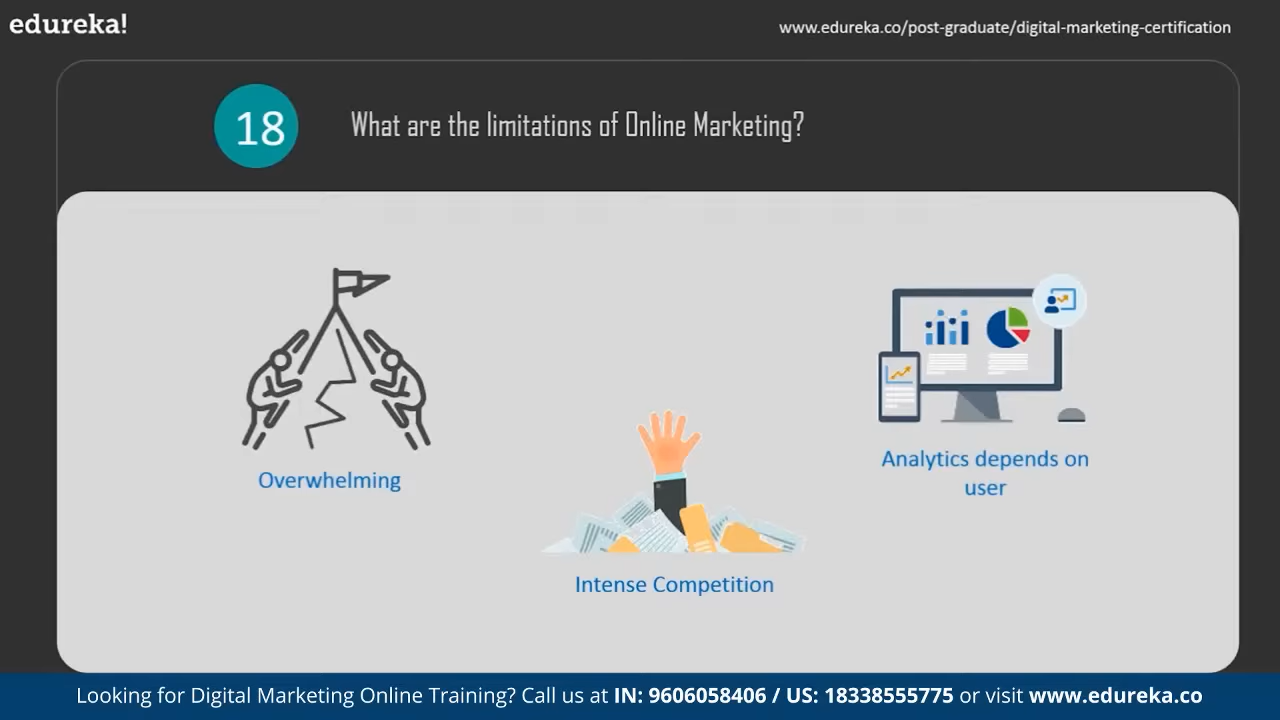 edureka!
www.edureka.co/post-graduate/digital-marketing-certification
18
What are the limitations of Online Marketing?
Overwhelming
Intense Competition
Analytics depends on
user
Looking for Digital Marketing Online Training? Call us at IN: 9606058406 / US: 18338555775 or visit www.edureka.co